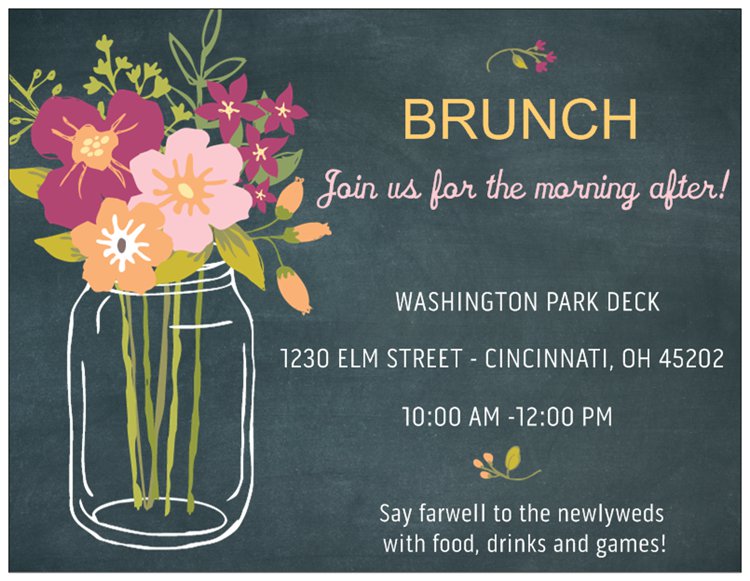 BRUNCH
Join us for the morning after!
WASHINGTON PARK DECK
1230 ELM STREET - CINCINNATI, OH 45202
10:00 AM -12:00 PM
Say farwell to the newlyweds
with food, drinks and games!